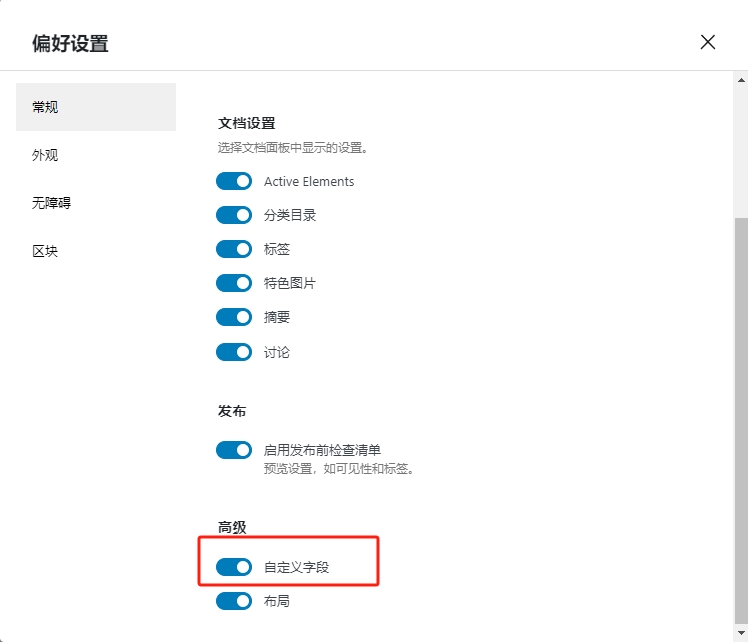 偏好设置
常规
外观
无障碍
区块
文档设置
选择文档面板中显示的设置。
Active Elements
分类目录
标签
特色图片
摘要
讨论
发布
启用发布前检查清单
预览设置，如可见性和标签。
高级
自定义字段
布局